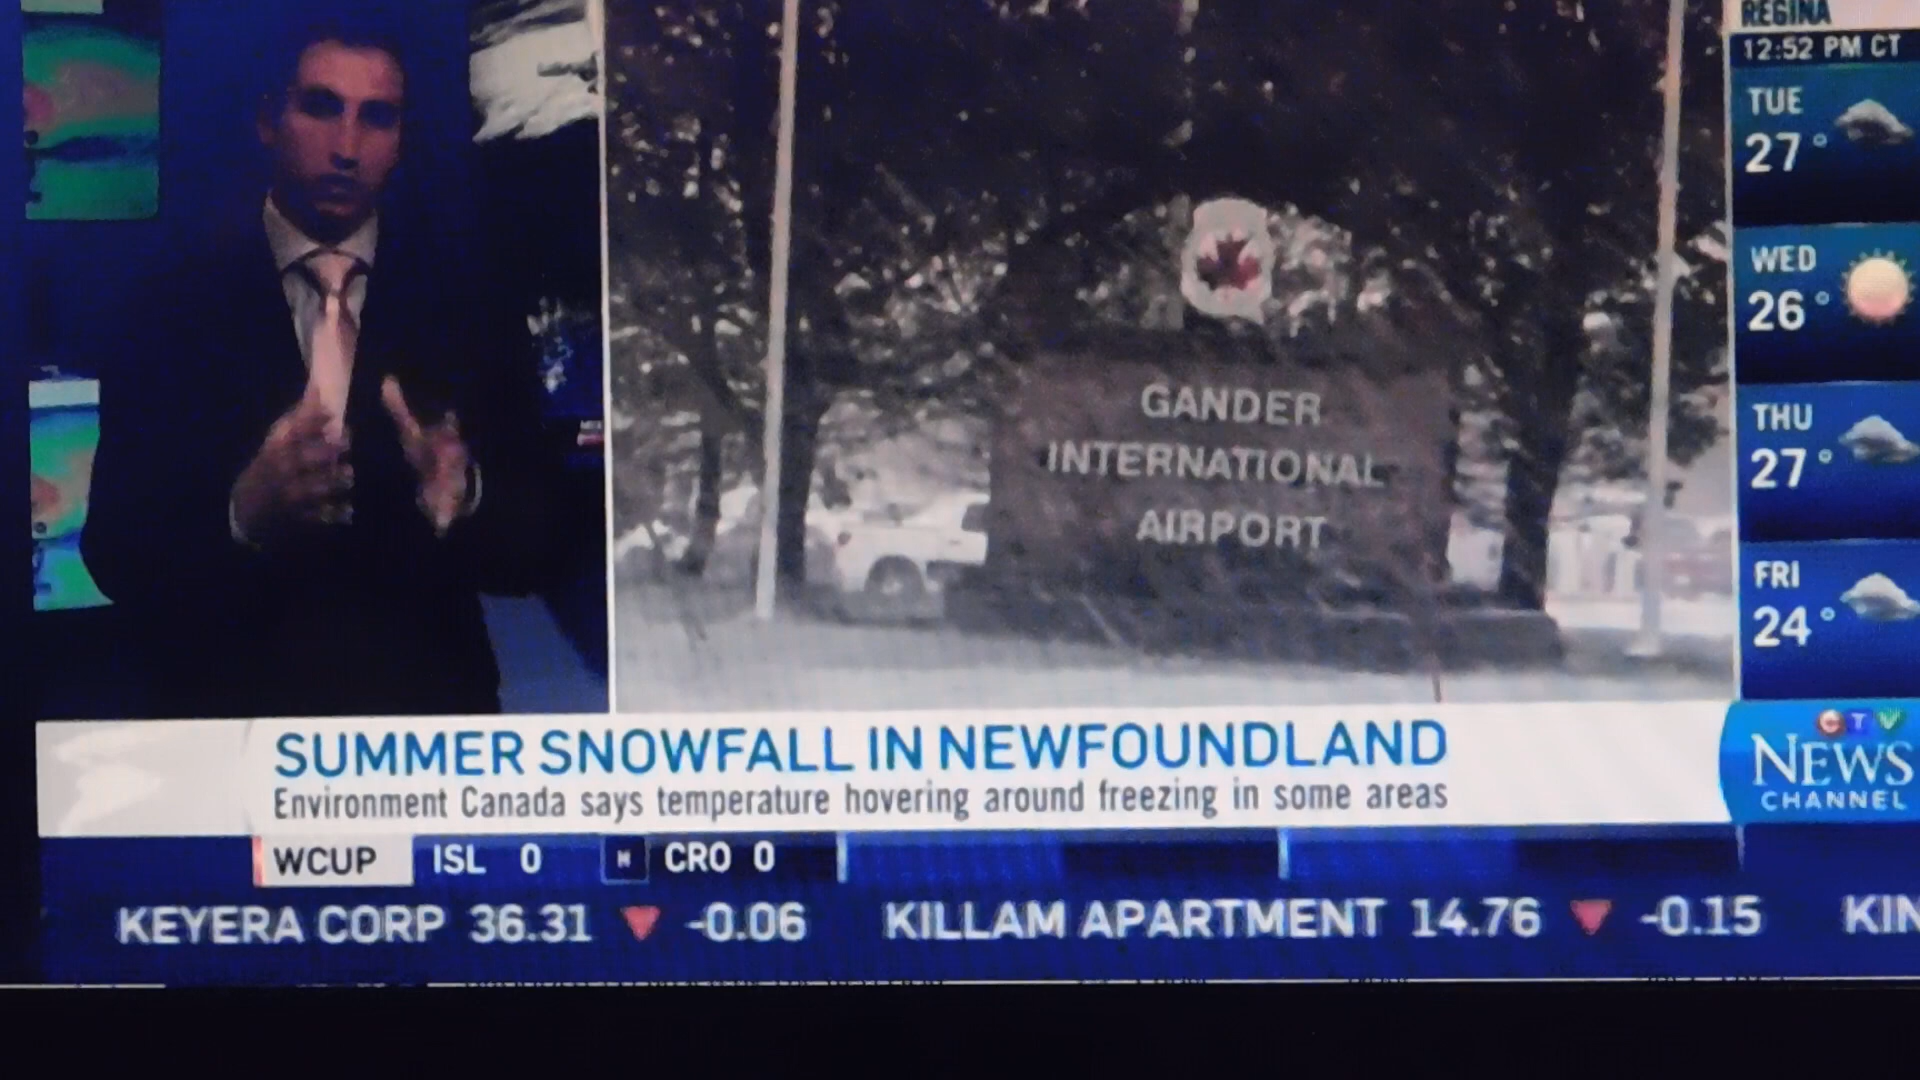 REGINA
12:52 PM CT
TUE
27°
WED
26°
THU
27°
FRI
24°
GANDER
INTERNATIONAL
AIRPORT
SUMMER SNOWFALL IN NEWFOUNDLAND
Environment Canada says temperature hovering around freezing in some areas
CTV
NEWS
CHANNEL
WCUP ISL 0 CRO 0
KEYERA CORP 36.31 ▼ -0.06 KILLAM APARTMENT 14.76 ▼ -0.15 KIN